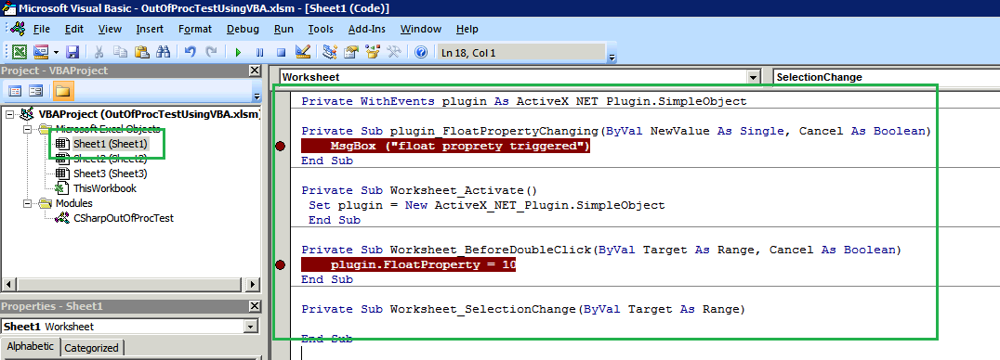 Microsoft Visual Basic - OutOfProcTestUsingVBA.xlsm - [Sheet1 (Code)]
File Edit View Insert Format Debug Run Tools Add-Ins Window Help
Ln 18, Col 1
Project - VBAProject
VBAProject (OutOfProcTestUsingVBA.xlsm)
Microsoft Excel Objects
Sheet1 (Sheet1)
Sheet2 (Sheet2)
Sheet3 (Sheet3)
ThisWorkbook
Modules
CSharpOutOfProcTest
Properties - Sheet1
Sheet1 Worksheet
Alphabetic Categorized
Worksheet SelectionChange
Private WithEvents plugin As ActiveX_NET_Plugin.SimpleObject
Private Sub plugin_FloatPropertyChanging(ByVal NewValue As Single, Cancel As Boolean)
MsgBox ("float proprety triggered")
End Sub
Private Sub Worksheet_Activate()
Set plugin = New ActiveX_NET_Plugin.SimpleObject
End Sub
Private Sub Worksheet_BeforeDoubleClick(ByVal Target As Range, Cancel As Boolean)
plugin.FloatProperty = 10
End Sub
Private Sub Worksheet_SelectionChange(ByVal Target As Range)
End Sub